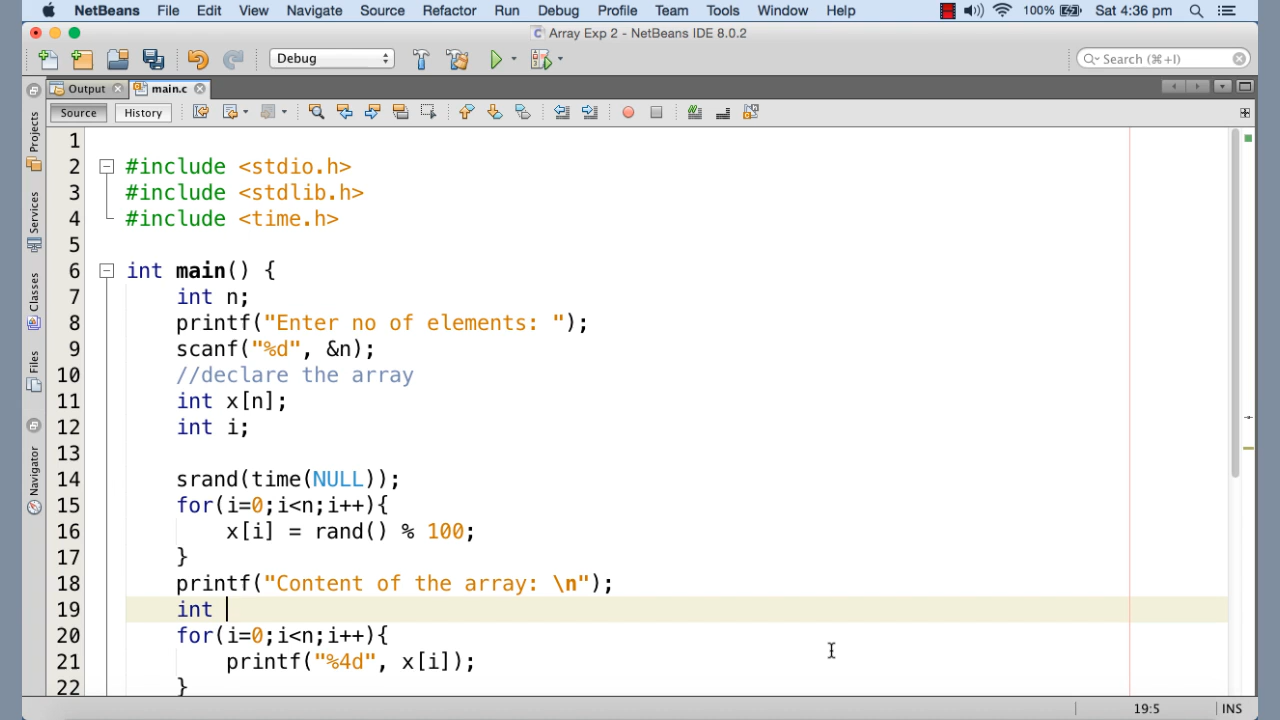 NetBeans File Edit View Navigate Source Refactor Run Debug Profile Team Tools Window Help 100% Sat 4:36 pm
Array Exp 2 - NetBeans IDE 8.0.2
Debug Search (⌘+I)
Output main.c
Source History
Projects
Services
Classes
Files
Navigator
1
2 #include <stdio.h>
3 #include <stdlib.h>
4 #include <time.h>
5
6 int main() {
7 int n;
8 printf("Enter no of elements: ");
9 scanf("%d", &n);
10 //declare the array
11 int x[n];
12 int i;
13
14 srand(time(NULL));
15 for(i=0;i<n;i++){
16 x[i] = rand() % 100;
17 }
18 printf("Content of the array: \n");
19 int
20 for(i=0;i<n;i++){
21 printf("%4d", x[i]);
22 }
19:5 INS